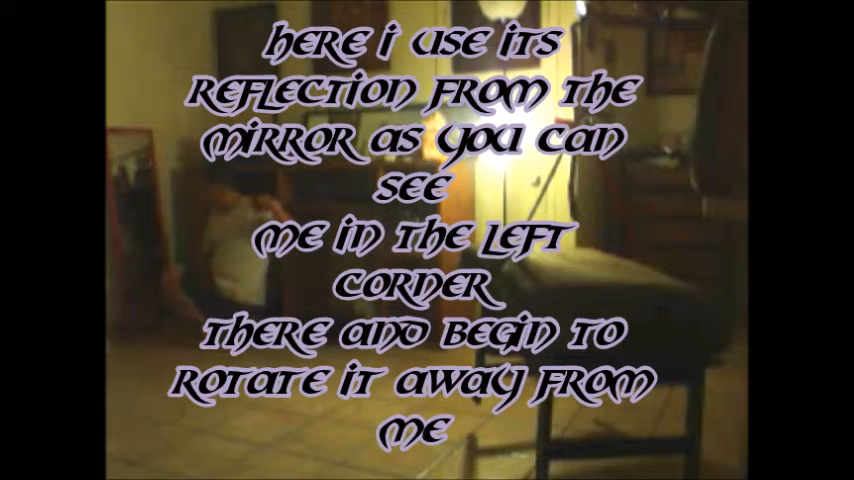 HERE I USE ITS
REFLECTION FROM THE
MIRROR AS YOU CAN
SEE
ME IN THE LEFT
CORNER
THERE AND BEGIN TO
ROTATE IT AWAY FROM
ME